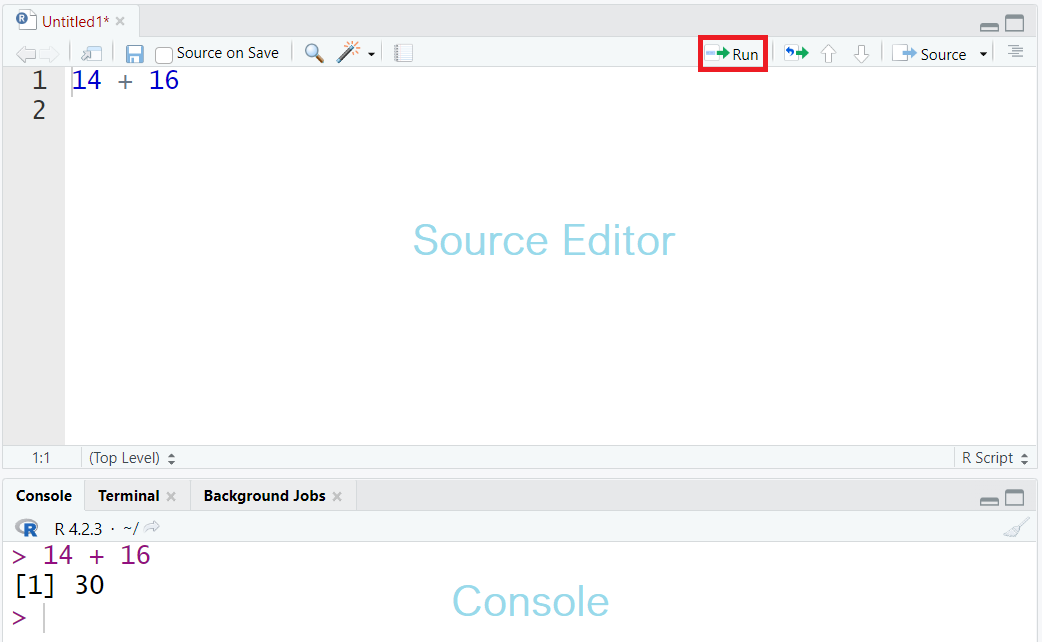 Untitled1* ×
Source on Save Run Source
1 14 + 16
2
Source Editor
1:1 (Top Level) R Script
Console Terminal × Background Jobs ×
R R 4.2.3 · ~/
> 14 + 16
[1] 30
Console
>